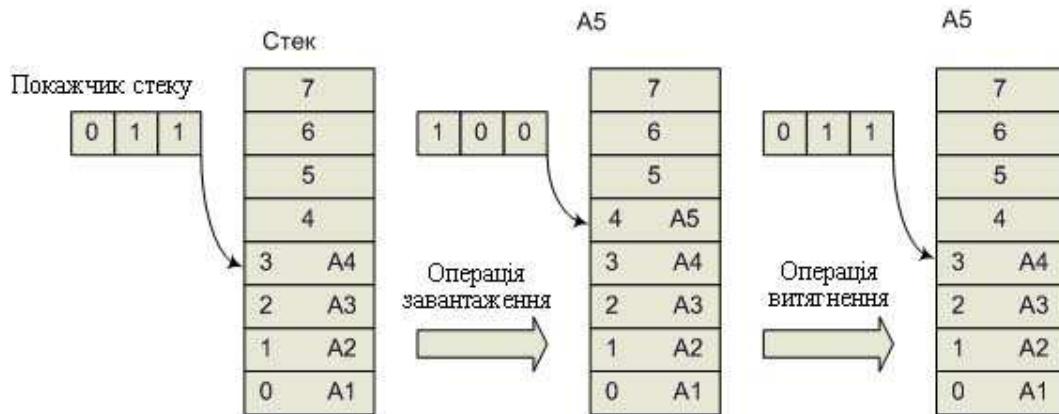 A5
A5
Стек
Покажчик стеку
7
7
7
0 1 1
6
1 0 0
6
0 1 1
6
5
5
5
4
4 A5
4
3 A4
3 A4
3 A4
Операція
завантаження
Операція
витягнення
2 A3
2 A3
2 A3
1 A2
1 A2
1 A2
0 A1
0 A1
0 A1